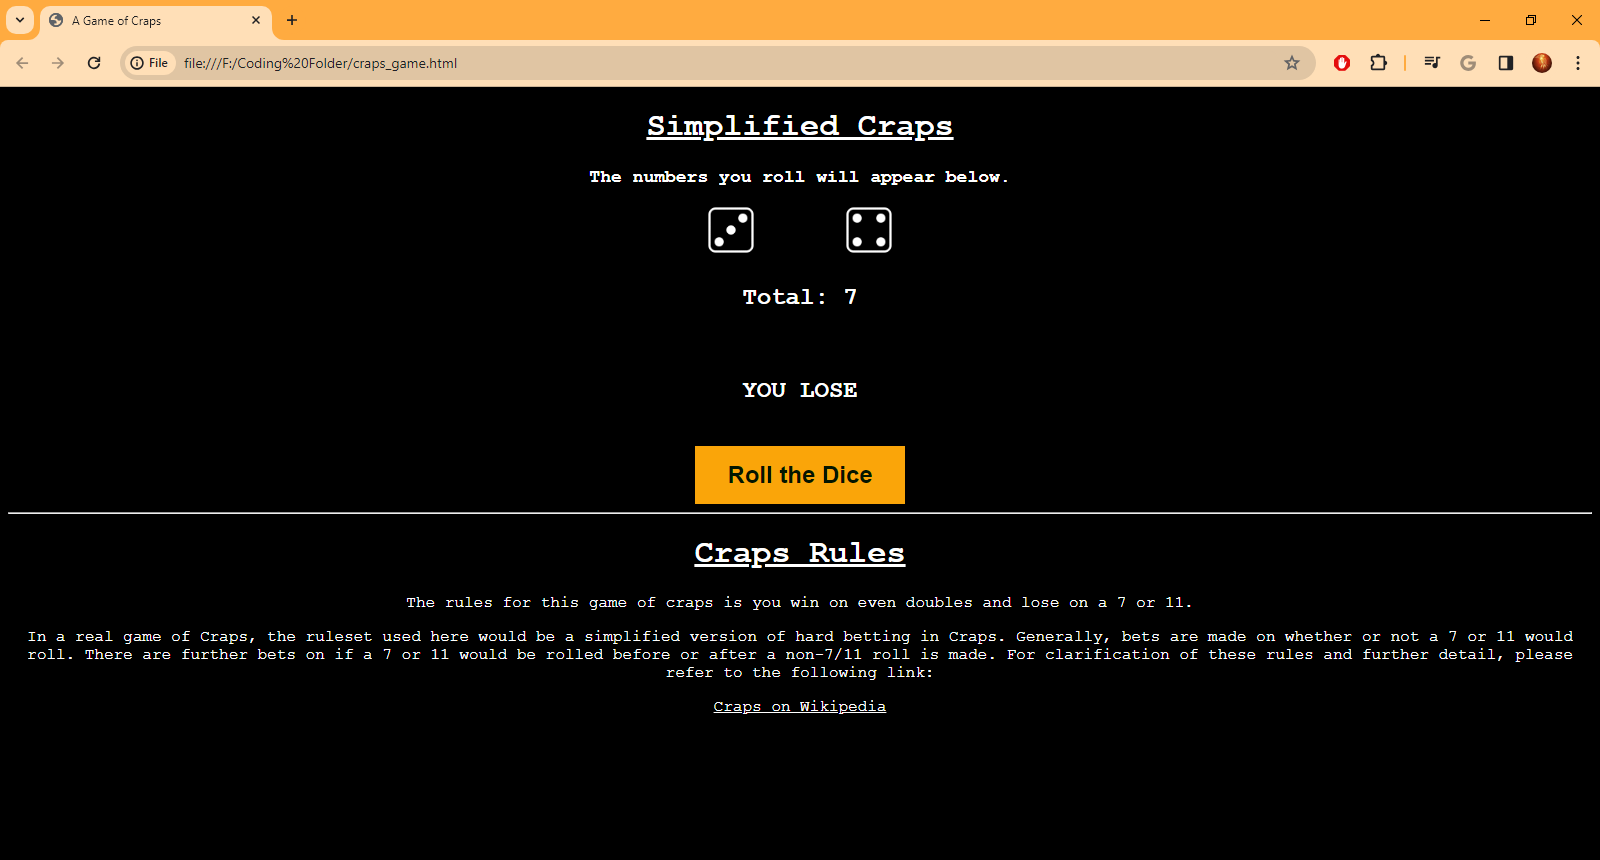 A Game of Craps
File file:///F:/Coding%20Folder/craps_game.html
Simplified Craps
The numbers you roll will appear below.
Total: 7
YOU LOSE
Roll the Dice
Craps Rules
The rules for this game of craps is you win on even doubles and lose on a 7 or 11.
In a real game of Craps, the ruleset used here would be a simplified version of hard betting in Craps. Generally, bets are made on whether or not a 7 or 11 would
roll. There are further bets on if a 7 or 11 would be rolled before or after a non-7/11 roll is made. For clarification of these rules and further detail, please
refer to the following link:
Craps on Wikipedia